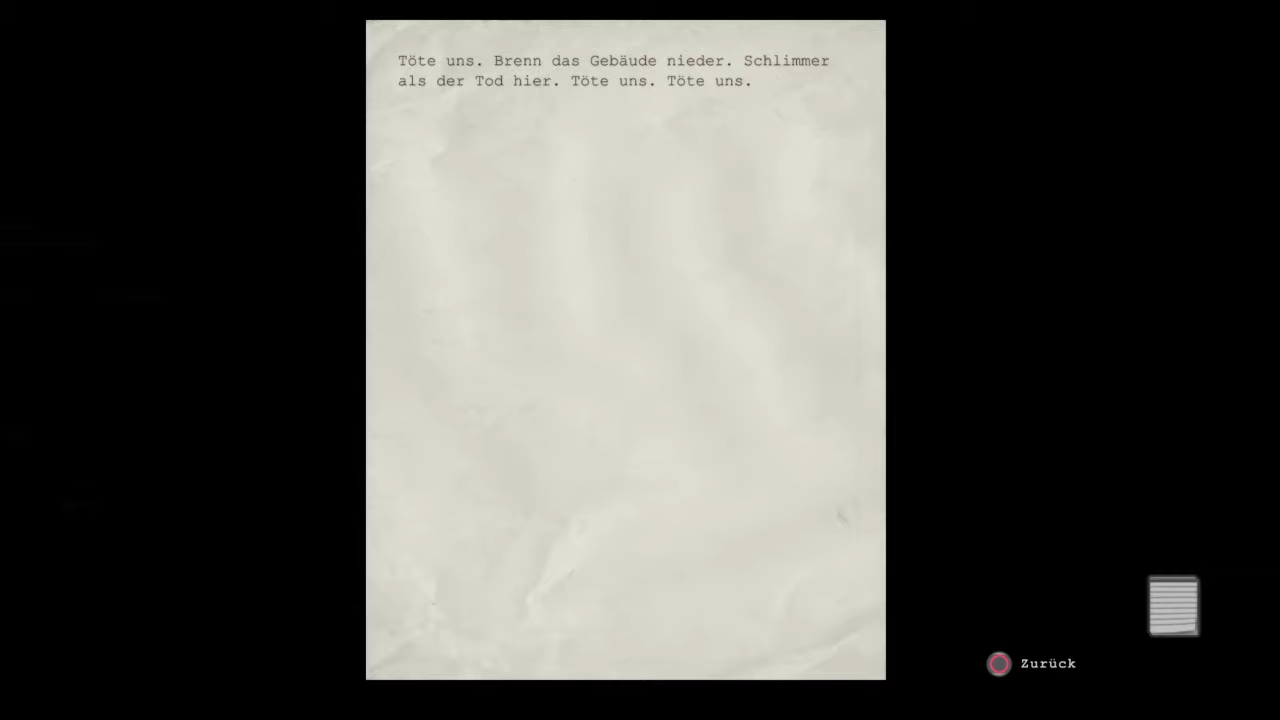 Töte uns. Brenn das Gebäude nieder. Schlimmer
als der Tod hier. Töte uns. Töte uns.
Zurück